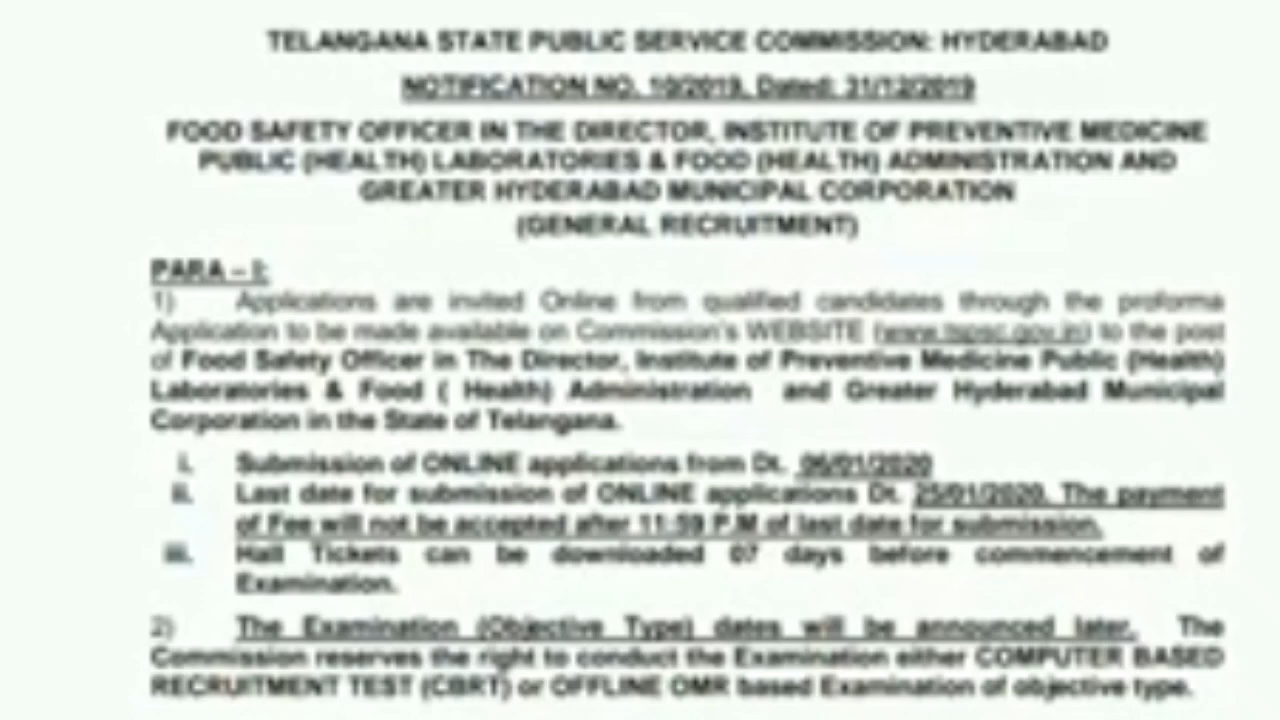 TELANGANA STATE PUBLIC SERVICE COMMISSION: HYDERABAD
NOTIFICATION NO. 10/2019, Dated: 31/12/2019
FOOD SAFETY OFFICER IN THE DIRECTOR, INSTITUTE OF PREVENTIVE MEDICINE
PUBLIC (HEALTH) LABORATORIES & FOOD (HEALTH) ADMINISTRATION AND
GREATER HYDERABAD MUNICIPAL CORPORATION
(GENERAL RECRUITMENT)
PARA – I:
1) Applications are invited Online from qualified candidates through the proforma
Application to be made available on Commission's WEBSITE (www.tspsc.gov.in) to the post
of Food Safety Officer in The Director, Institute of Preventive Medicine Public (Health)
Laboratories & Food ( Health) Administration and Greater Hyderabad Municipal
Corporation in the State of Telangana.
i. Submission of ONLINE applications from Dt. 06/01/2020
ii. Last date for submission of ONLINE applications Dt. 25/01/2020. The payment
of Fee will not be accepted after 11:59 P.M of last date for submission.
iii. Hall Tickets can be downloaded 07 days before commencement of
Examination.
2) The Examination (Objective Type) dates will be announced later. The
Commission reserves the right to conduct the Examination either COMPUTER BASED
RECRUITMENT TEST (CBRT) or OFFLINE OMR based Examination of objective type.